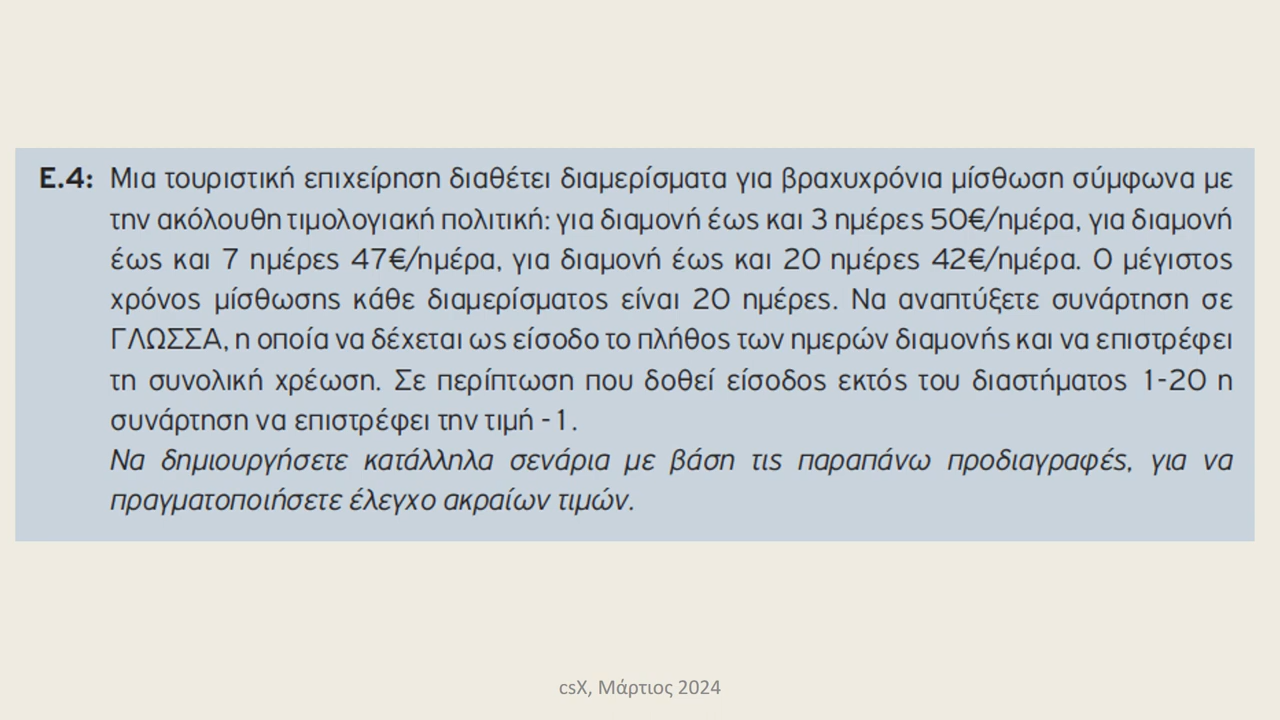 Ε.4: Μια τουριστική επιχείρηση διαθέτει διαμερίσματα για βραχυχρόνια μίσθωση σύμφωνα με
την ακόλουθη τιμολογιακή πολιτική: για διαμονή έως και 3 ημέρες 50€/ημέρα, για διαμονή
έως και 7 ημέρες 47€/ημέρα, για διαμονή έως και 20 ημέρες 42€/ημέρα. Ο μέγιστος
χρόνος μίσθωσης κάθε διαμερίσματος είναι 20 ημέρες. Να αναπτύξετε συνάρτηση σε
ΓΛΩΣΣΑ, η οποία να δέχεται ως είσοδο το πλήθος των ημερών διαμονής και να επιστρέφει
τη συνολική χρέωση. Σε περίπτωση που δοθεί είσοδος εκτός του διαστήματος 1-20 η
συνάρτηση να επιστρέφει την τιμή -1.
Να δημιουργήσετε κατάλληλα σενάρια με βάση τις παραπάνω προδιαγραφές, για να
πραγματοποιήσετε έλεγχο ακραίων τιμών.
csX, Μάρτιος 2024